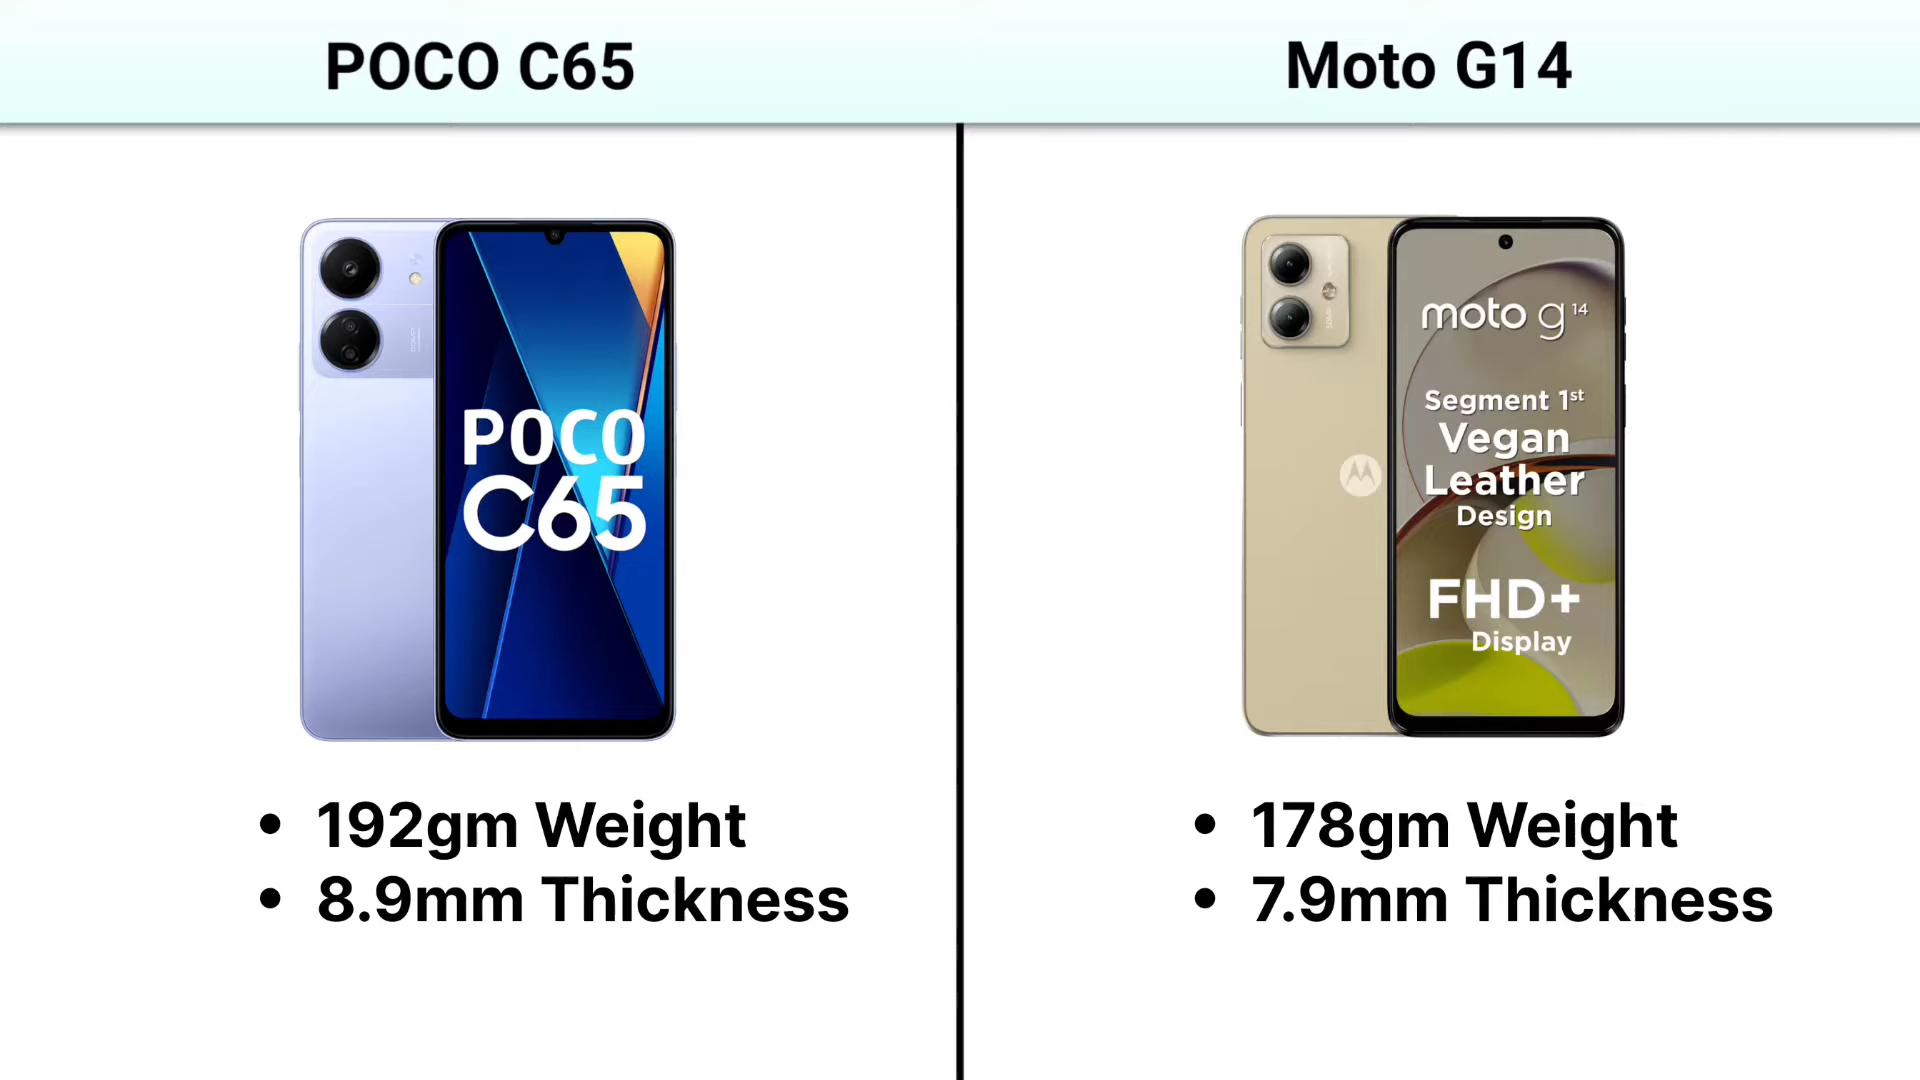 POCO C65
Moto G14
POCO
C65
moto g14
Segment 1st
Vegan
Leather
Design
FHD+
Display
• 192gm Weight
• 8.9mm Thickness
• 178gm Weight
• 7.9mm Thickness